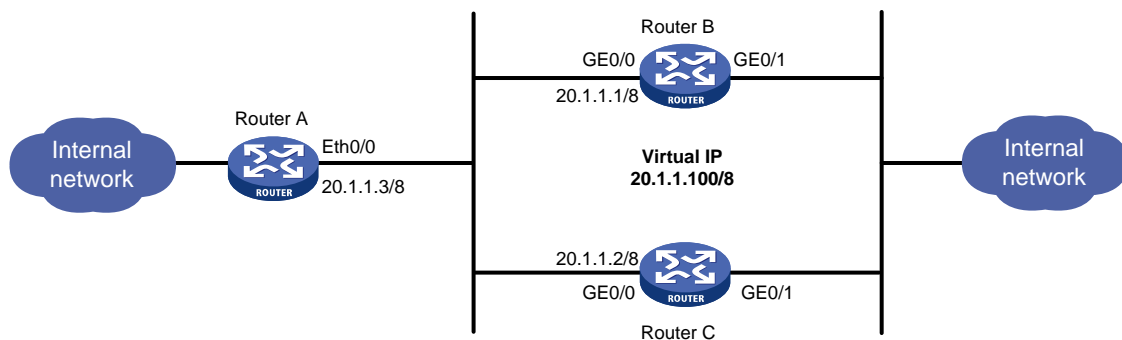 Router B
GE0/0
GE0/1
20.1.1.1/8
ROUTER
Router A
Internal
network
Eth0/0
20.1.1.3/8
ROUTER
Virtual IP
20.1.1.100/8
Internal
network
20.1.1.2/8
GE0/0
GE0/1
ROUTER
Router C